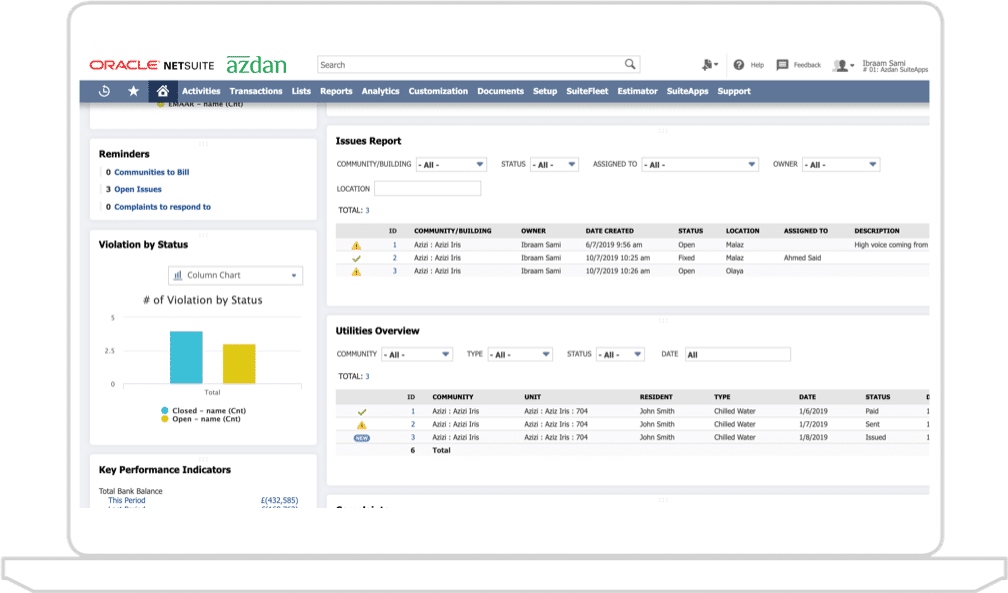 ORACLE NETSUITE azdan
Search
Help
Feedback
Ibraam Sami
# 01: Azdan SuiteApps
Activities Transactions Lists Reports Analytics Customization Documents Setup SuiteFleet Estimator SuiteApps Support
EMAAR - name (Cnt)
Reminders
0 Communities to Bill
3 Open Issues
0 Complaints to respond to
Violation by Status
Column Chart
# of Violation by Status
5
2.5
0
Total
Closed - name (Cnt)
Open - name (Cnt)
Key Performance Indicators
Total Bank Balance
This Period £(432,585)
Issues Report
COMMUNITY/BUILDING - All - STATUS - All - ASSIGNED TO - All - OWNER - All -
LOCATION
TOTAL: 3
ID COMMUNITY/BUILDING OWNER DATE CREATED STATUS LOCATION ASSIGNED TO DESCRIPTION
1 Azizi : Azizi Iris Ibraam Sami 6/7/2019 9:56 am Open Malaz High voice coming from
2 Azizi : Azizi Iris Ibraam Sami 10/7/2019 10:25 am Fixed Malaz Ahmed Said
3 Azizi : Azizi Iris Ibraam Sami 10/7/2019 10:26 am Open Olaya
Utilities Overview
COMMUNITY - All - TYPE - All - STATUS - All - DATE All
TOTAL: 3
ID COMMUNITY UNIT RESIDENT TYPE DATE STATUS
1 Azizi : Azizi Iris Azizi : Aziz Iris : 704 John Smith Chilled Water 1/6/2019 Paid 1
2 Azizi : Azizi Iris Azizi : Aziz Iris : 704 John Smith Chilled Water 1/7/2019 Sent 1
NEW 3 Azizi : Azizi Iris Azizi : Aziz Iris : 704 John Smith Chilled Water 1/8/2019 Issued 1
6 Total